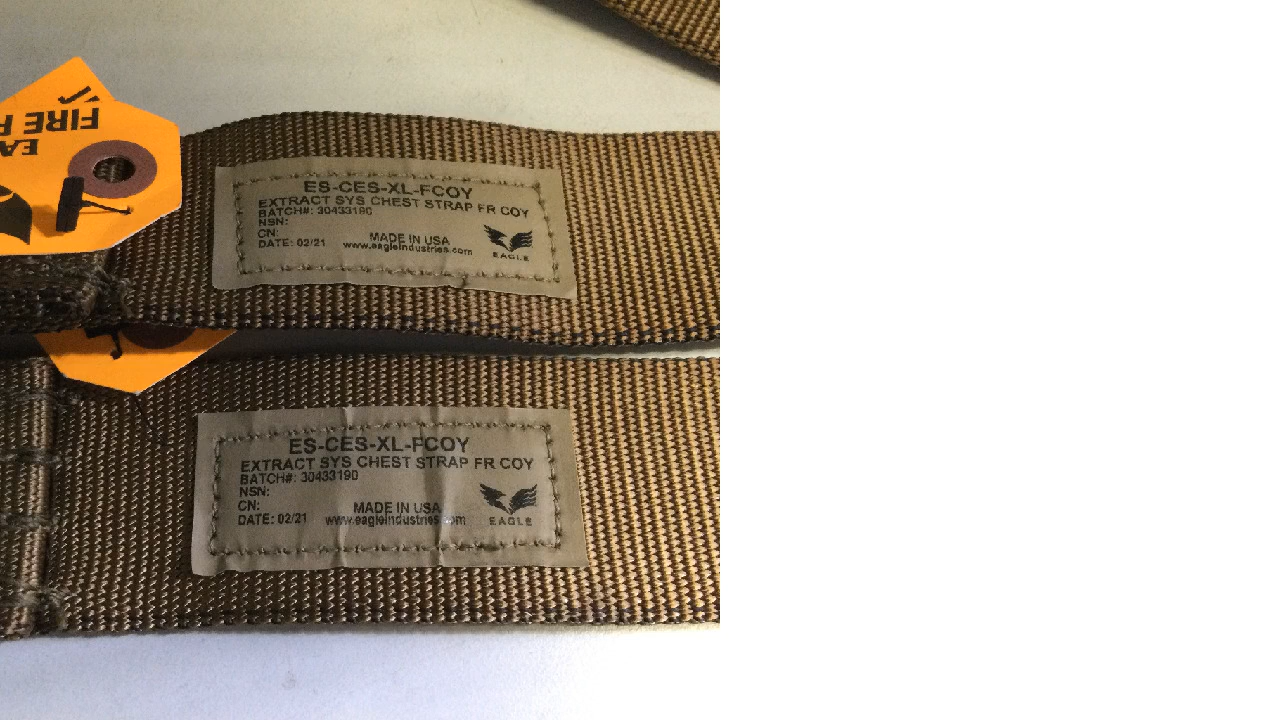 FIRE
EA
ES-CES-XL-FCOY
EXTRACT SYS CHEST STRAP FR COY
BATCH#: 30433190
NSN:
CN:
DATE: 02/21
MADE IN USA
www.eagleindustries.com
EAGLE
ES-CES-XL-FCOY
EXTRACT SYS CHEST STRAP FR COY
BATCH#: 30433190
NSN:
CN:
DATE: 02/21
MADE IN USA
www.eagleindustries.com
EAGLE